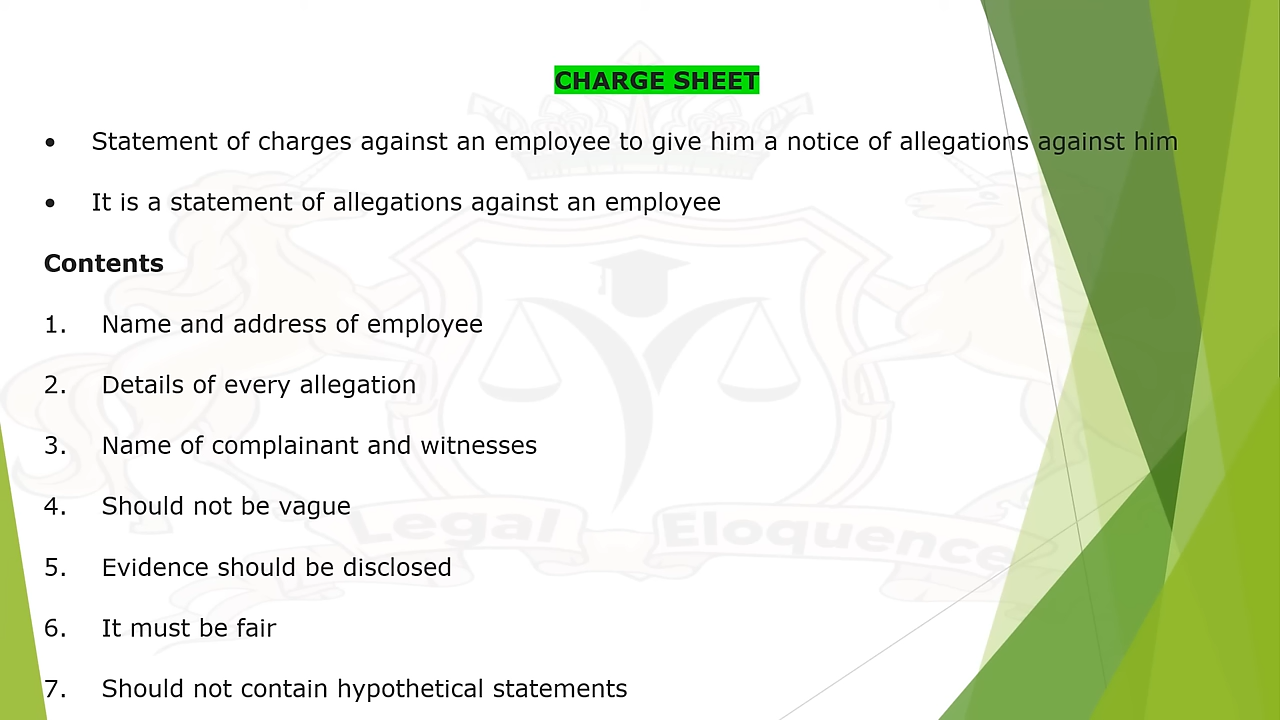 CHARGE SHEET
• Statement of charges against an employee to give him a notice of allegations against him
• It is a statement of allegations against an employee
Contents
1. Name and address of employee
2. Details of every allegation
3. Name of complainant and witnesses
4. Should not be vague
Legal Eloquence
5. Evidence should be disclosed
6. It must be fair
7. Should not contain hypothetical statements